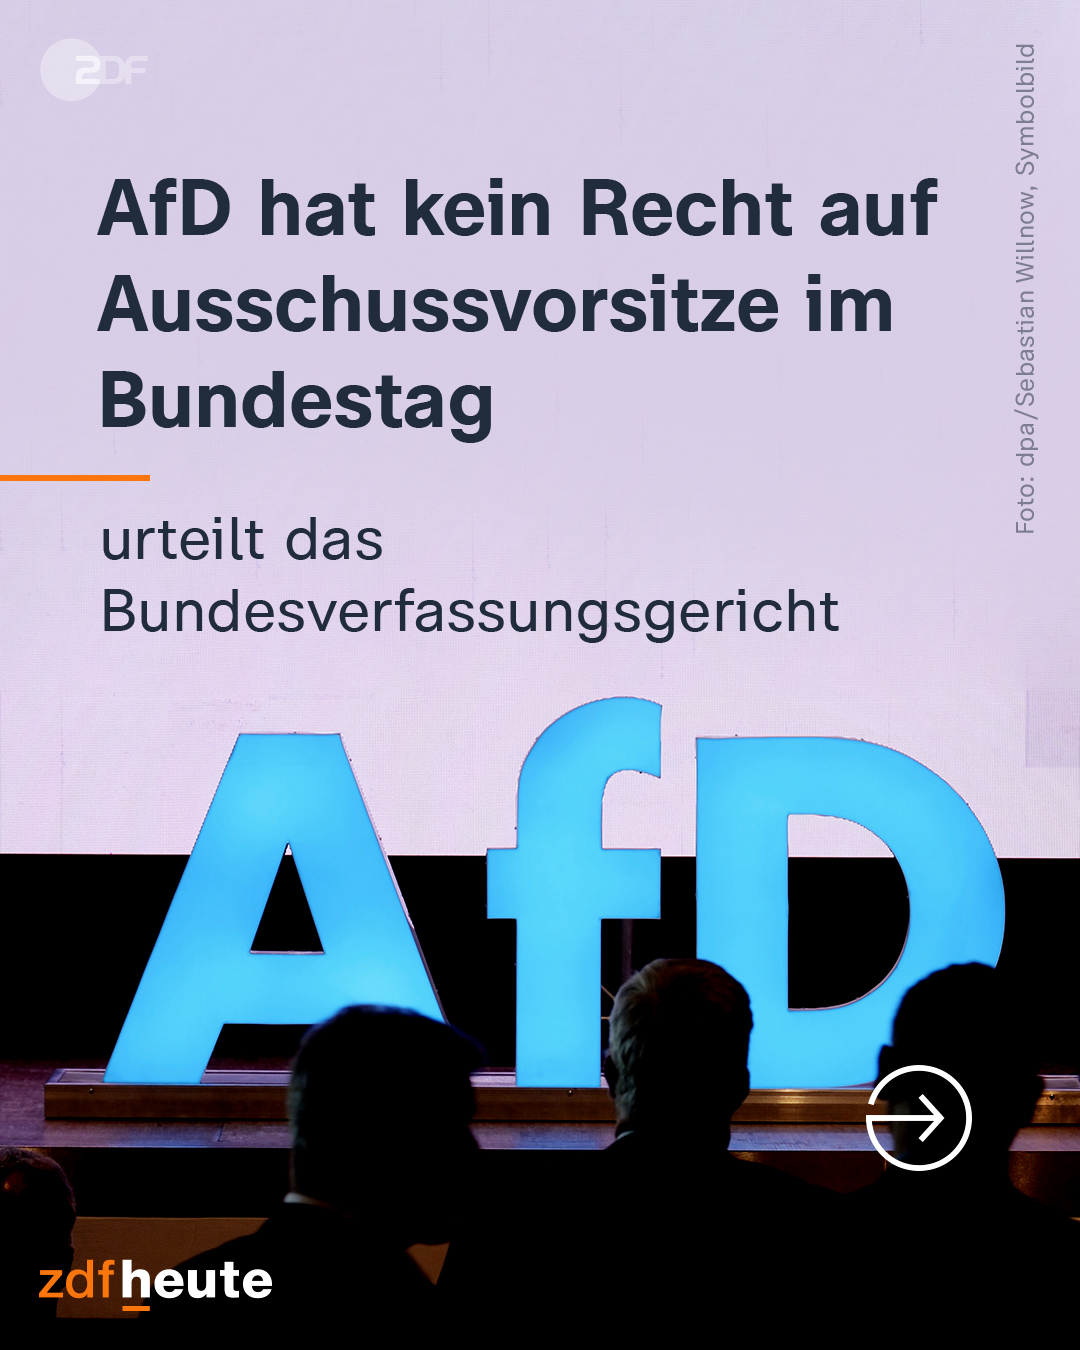 ZDF
AfD hat kein Recht auf
Ausschussvorsitze im
Bundestag
urteilt das
Bundesverfassungsgericht
Foto: dpa/Sebastian Willnow, Symbolbild
AfD
zdfheute